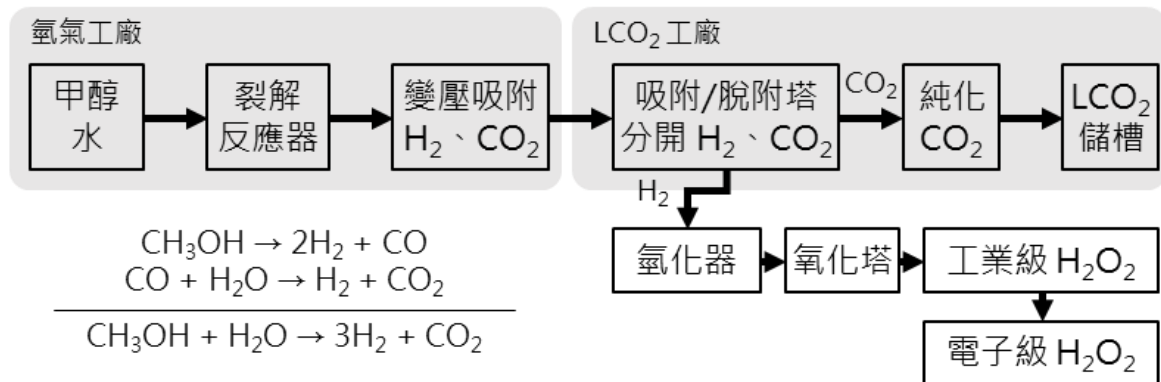 氫氣工廠
甲醇
水
裂解
反應器
變壓吸附
H₂、CO₂
LCO₂ 工廠
吸附/脫附塔
分開 H₂、CO₂
CO₂
純化
CO₂
LCO₂
儲槽
H₂
氫化器
氧化塔
工業級 H₂O₂
電子級 H₂O₂
CH₃OH → 2H₂ + CO
CO + H₂O → H₂ + CO₂
CH₃OH + H₂O → 3H₂ + CO₂